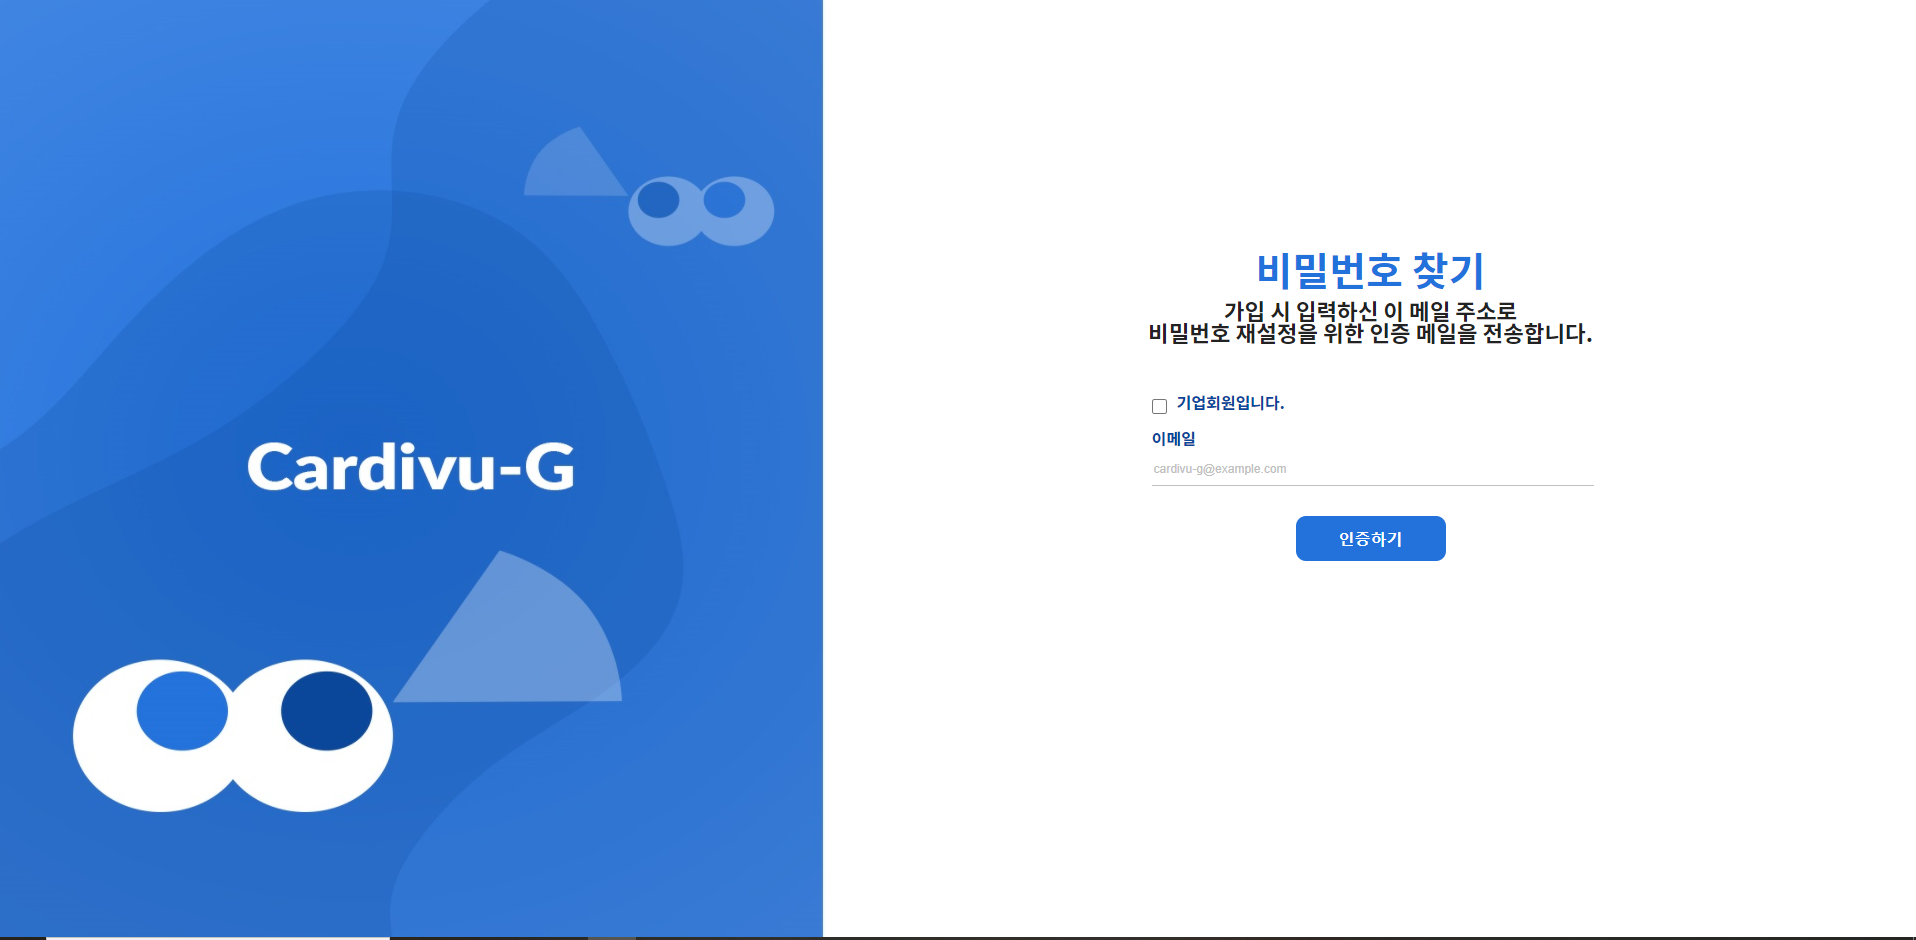 Cardivu-G
비밀번호 찾기
가입 시 입력하신 이 메일 주소로
비밀번호 재설정을 위한 인증 메일을 전송합니다.
기업회원입니다.
이메일
cardivu-g@example.com
인증하기